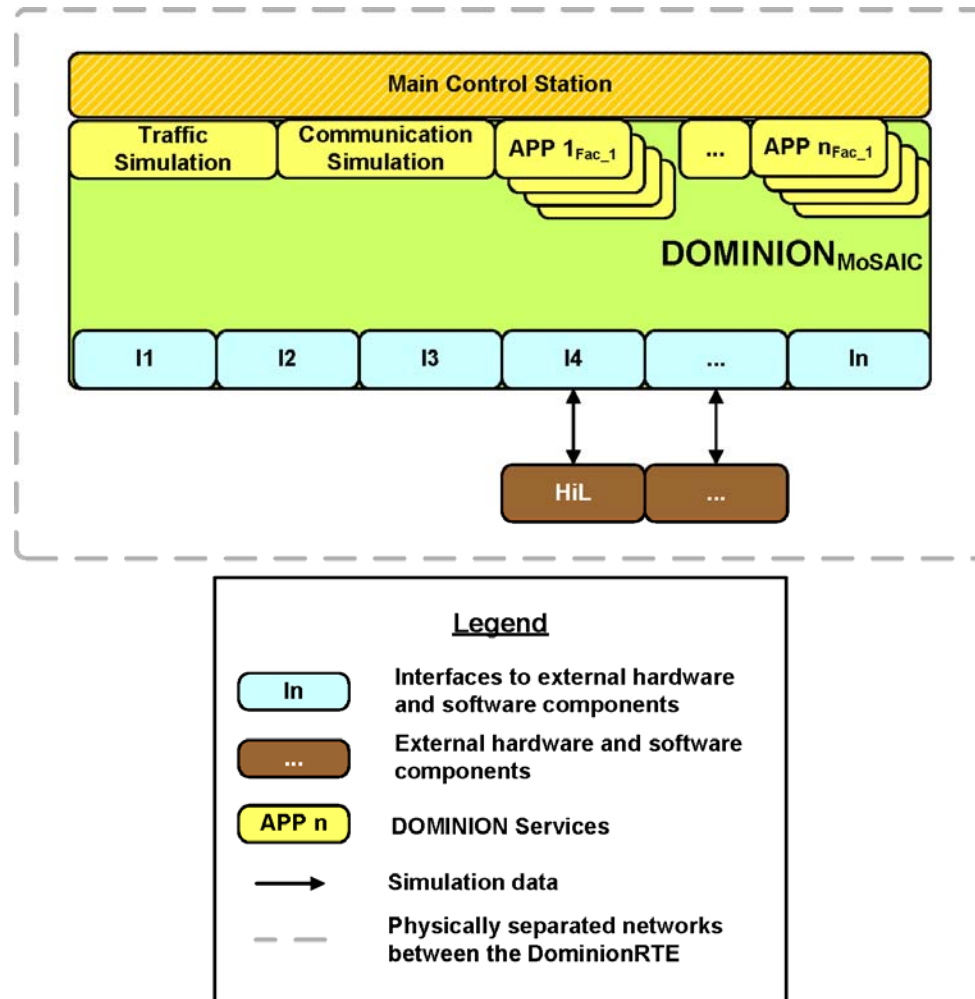 Main Control Station
Traffic
Simulation
Communication
Simulation
APP 1Fac_1
...
APP nFac_1
DOMINIONMoSAIC
I1
I2
I3
I4
...
In
HiL
...
Legend
In
Interfaces to external hardware
and software components
...
External hardware and software
components
APP n
DOMINION Services
Simulation data
Physically separated networks
between the DominionRTE